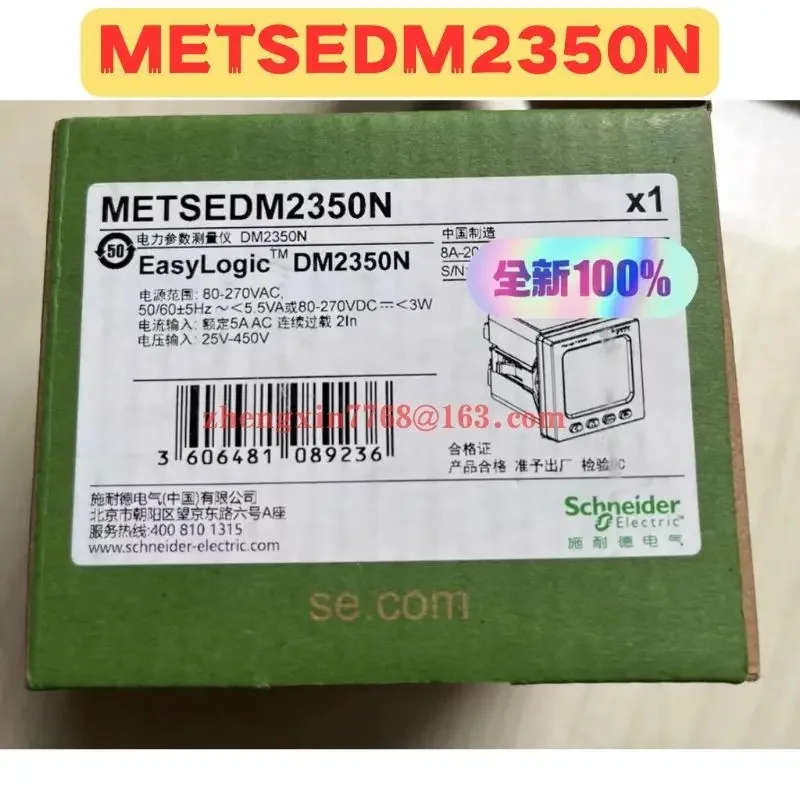 METSEDM2350N
METSEDM2350N
x1
50
电力参数测量仪 DM2350N
EasyLogic™ DM2350N
中国制造
8A-20
S/N:
全新100%
电源范围: 80-270VAC,
50/60±5Hz ～<5.5VA或80-270VDC ⎓<3W
电流输入: 额定5A AC 连续过载 2In
电压输入: 25V-450V
zhengxin7768@163.com
3 606481 089236
合格证
产品合格 准予出厂 检验
施耐德电气(中国)有限公司
北京市朝阳区望京东路六号A座
服务热线:400 810 1315
www.schneider-electric.com
Schneider
Electric™
施耐德电气
se.com